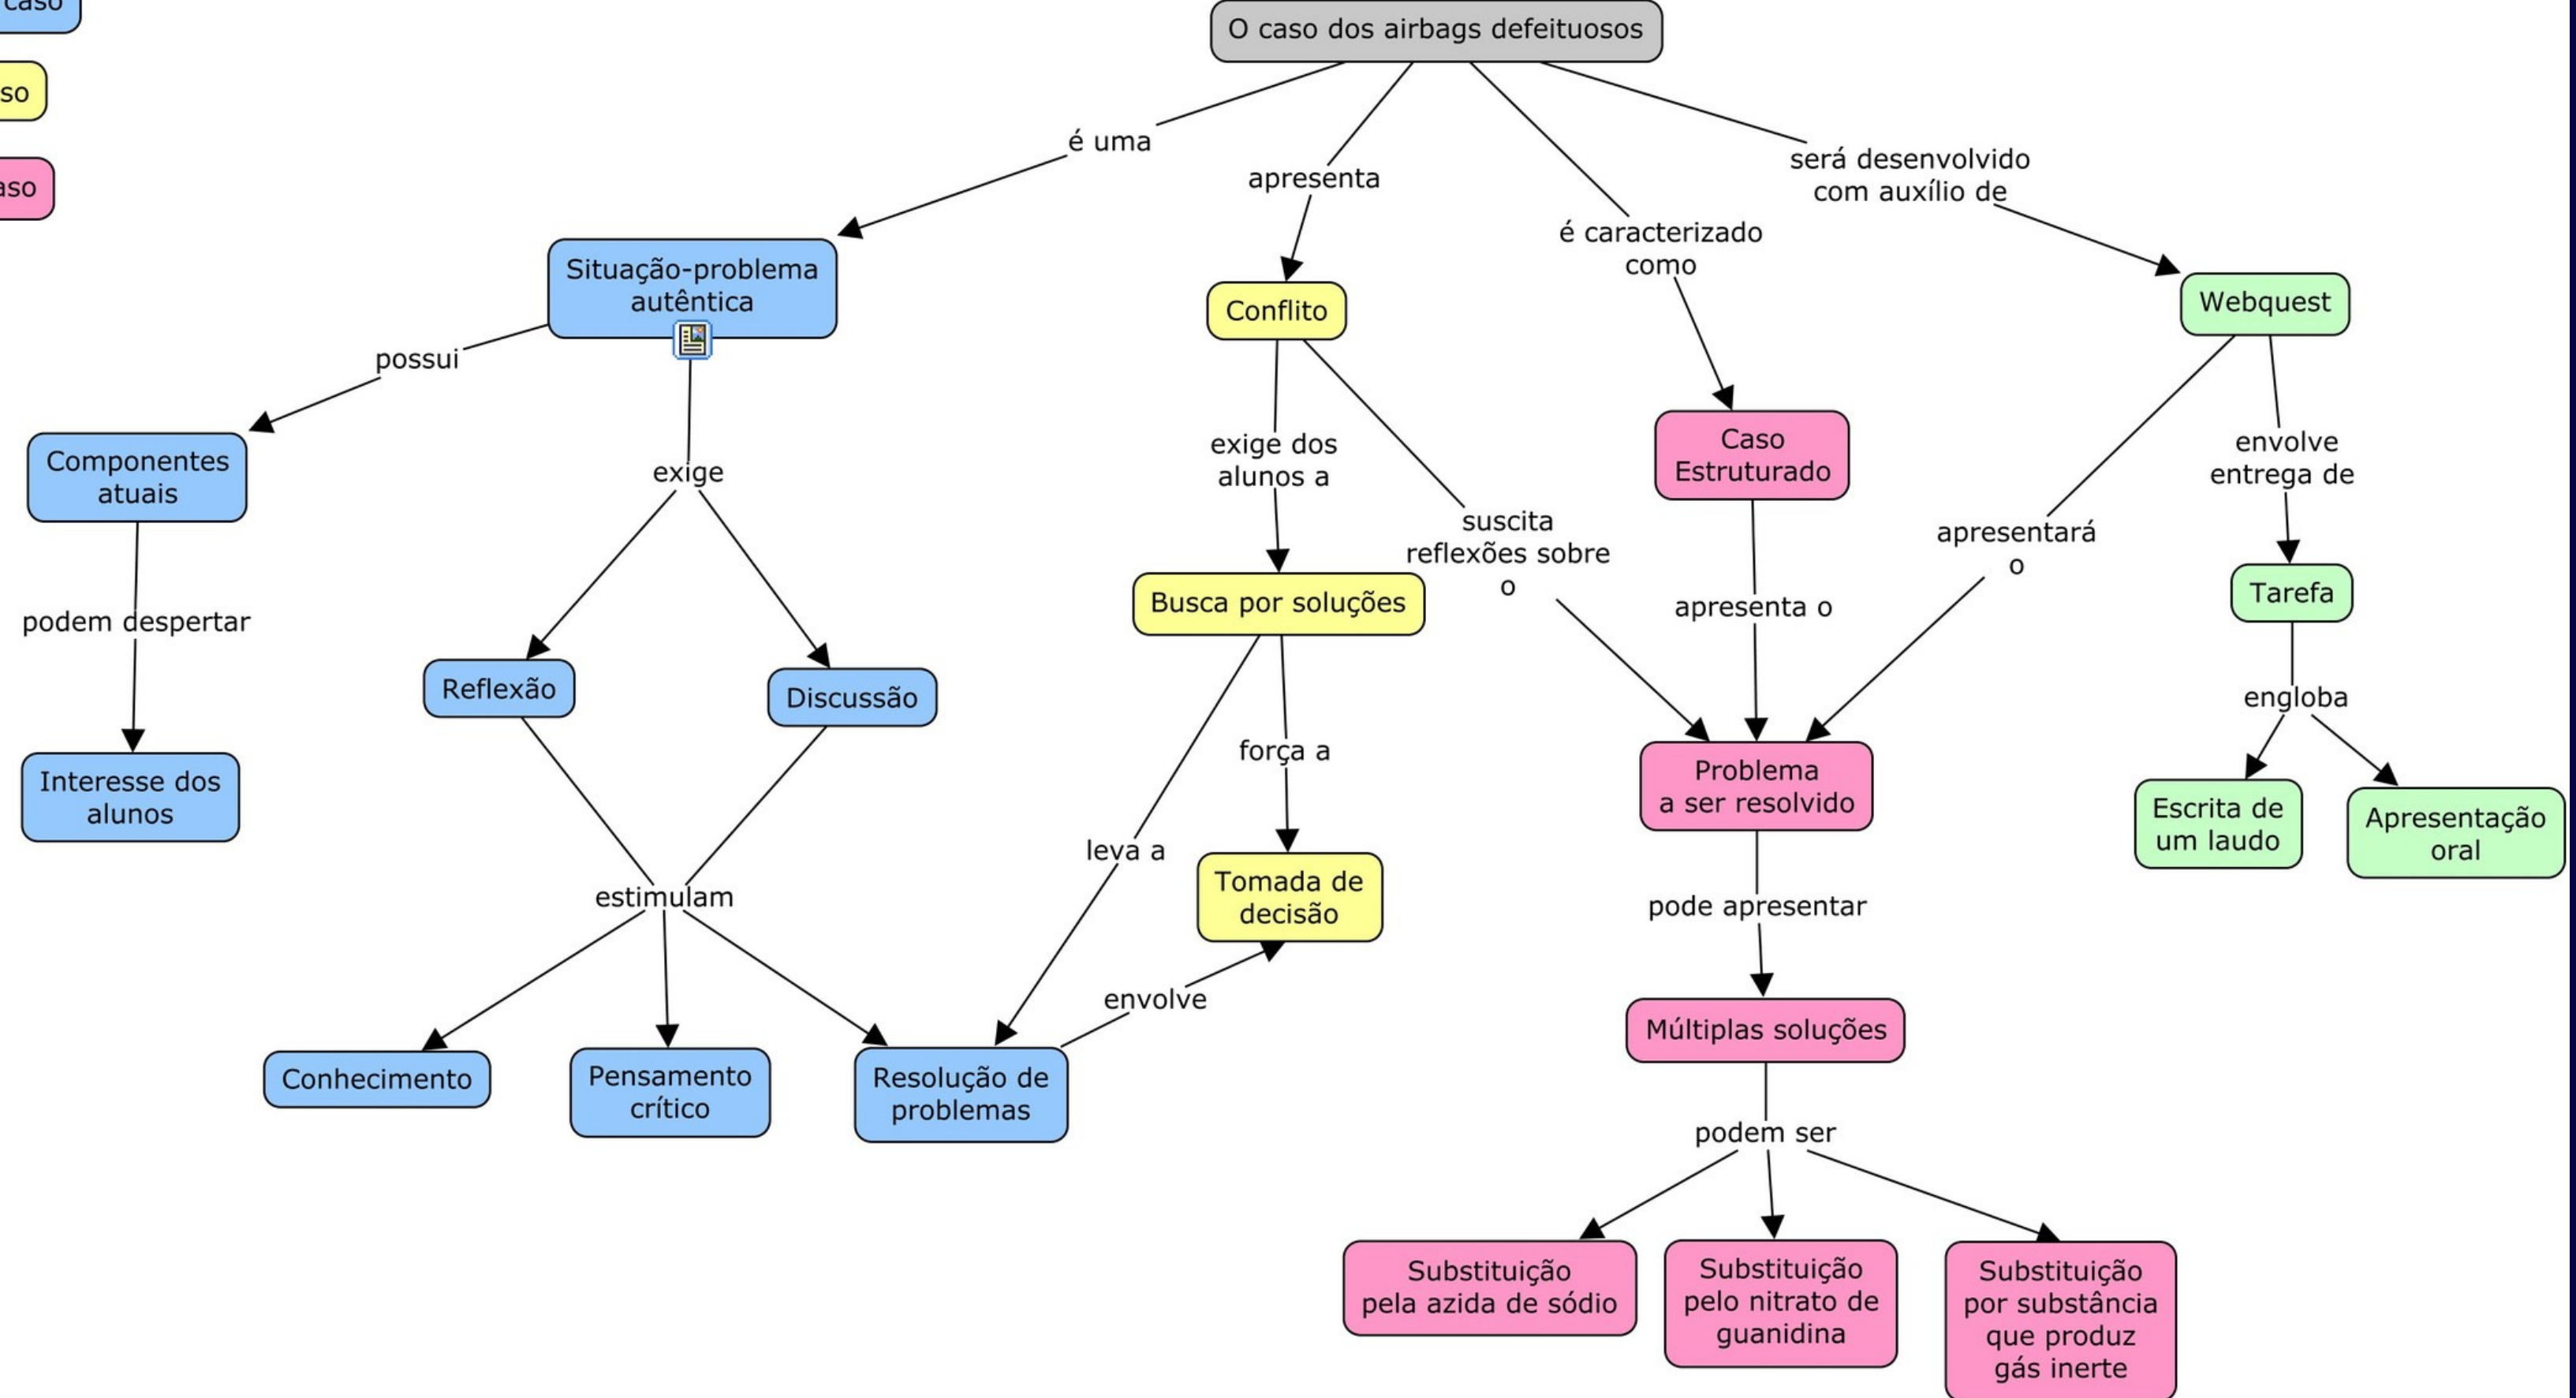 caso
so
aso
O caso dos airbags defeituosos
é uma
apresenta
é caracterizado
como
será desenvolvido
com auxílio de
Situação-problema
autêntica
Conflito
Webquest
possui
exige
exige dos
alunos a
suscita
reflexões sobre
o
Caso
Estruturado
apresentará
o
envolve
entrega de
Componentes
atuais
podem despertar
Interesse dos
alunos
Reflexão
Discussão
Busca por soluções
apresenta o
Tarefa
engloba
Escrita de
um laudo
Apresentação
oral
força a
leva a
Tomada de
decisão
envolve
Problema
a ser resolvido
pode apresentar
Múltiplas soluções
estimulam
Conhecimento
Pensamento
crítico
Resolução de
problemas
podem ser
Substituição
pela azida de sódio
Substituição
pelo nitrato de
guanidina
Substituição
por substância
que produz
gás inerte